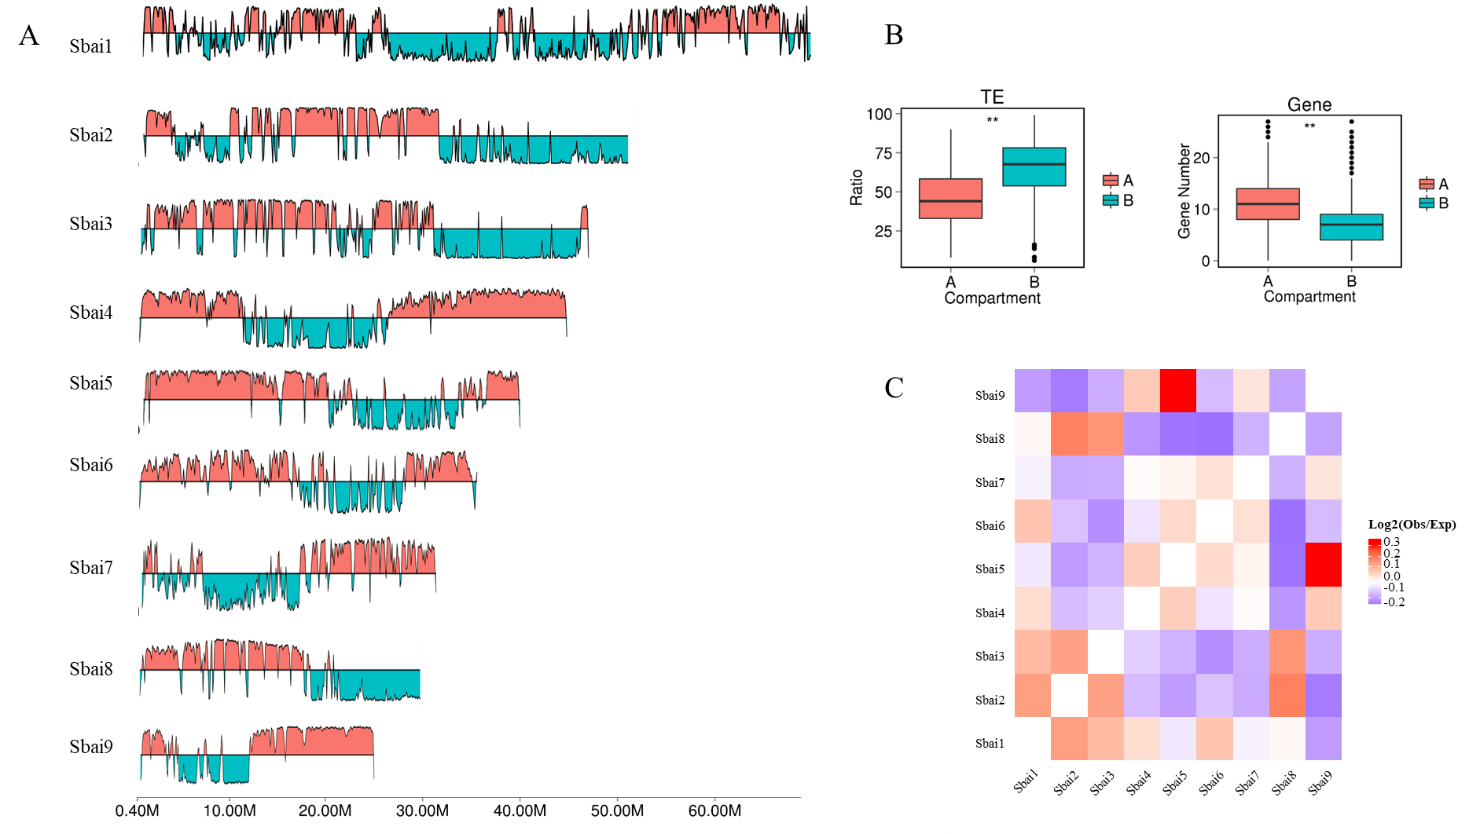 A
Sbai1
Sbai2
Sbai3
Sbai4
Sbai5
Sbai6
Sbai7
Sbai8
Sbai9
0.40M 10.00M 20.00M 30.00M 40.00M 50.00M 60.00M
B
TE
**
100
75
50
25
Ratio
A B
Compartment
A
B
Gene
**
20
10
0
Gene Number
A B
Compartment
A
B
C
Sbai9
Sbai8
Sbai7
Sbai6
Sbai5
Sbai4
Sbai3
Sbai2
Sbai1
Sbai1 Sbai2 Sbai3 Sbai4 Sbai5 Sbai6 Sbai7 Sbai8 Sbai9
Log2(Obs/Exp)
0.3
0.2
0.1
0.0
-0.1
-0.2